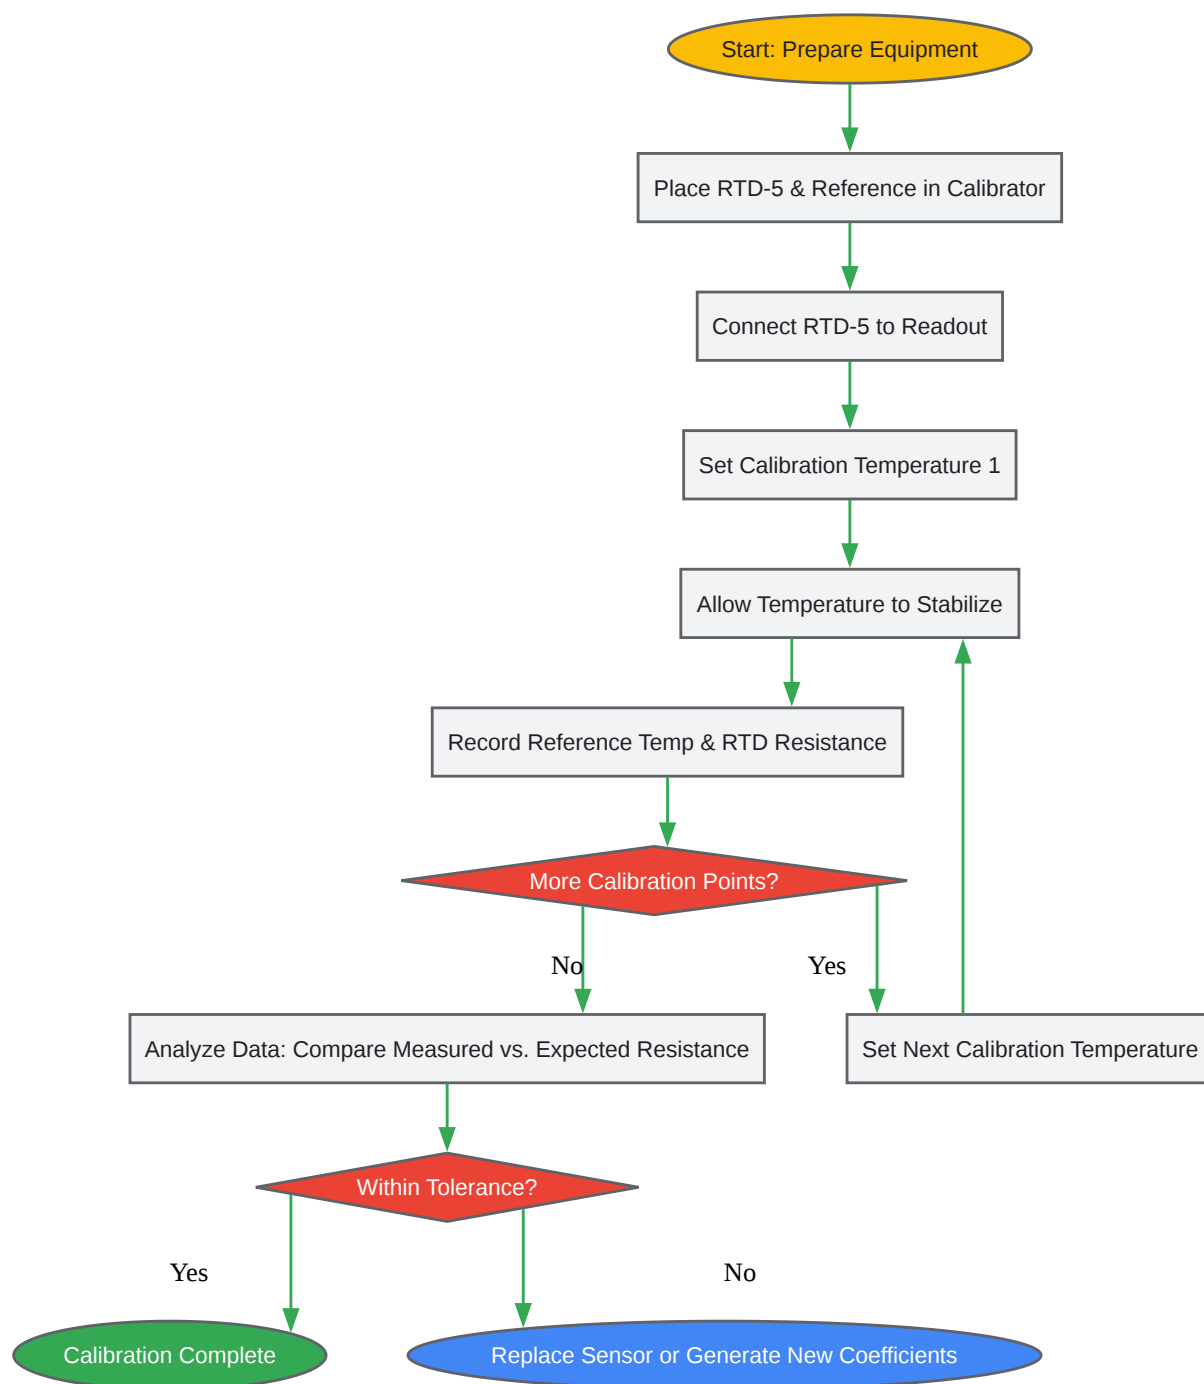 Start: Prepare Equipment
Place RTD-5 & Reference in Calibrator
Connect RTD-5 to Readout
Set Calibration Temperature 1
Allow Temperature to Stabilize
Record Reference Temp & RTD Resistance
More Calibration Points?
No
Yes
Analyze Data: Compare Measured vs. Expected Resistance
Set Next Calibration Temperature
Within Tolerance?
Yes
No
Calibration Complete
Replace Sensor or Generate New Coefficients